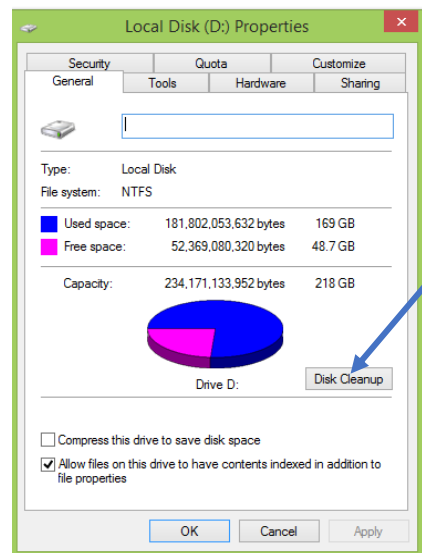 Local Disk (D:) Properties
Security Quota Customize
General Tools Hardware Sharing
Type: Local Disk
File system: NTFS
Used space: 181,802,053,632 bytes 169 GB
Free space: 52,369,080,320 bytes 48.7 GB
Capacity: 234,171,133,952 bytes 218 GB
Drive D: Disk Cleanup
Compress this drive to save disk space
Allow files on this drive to have contents indexed in addition to
file properties
OK Cancel Apply